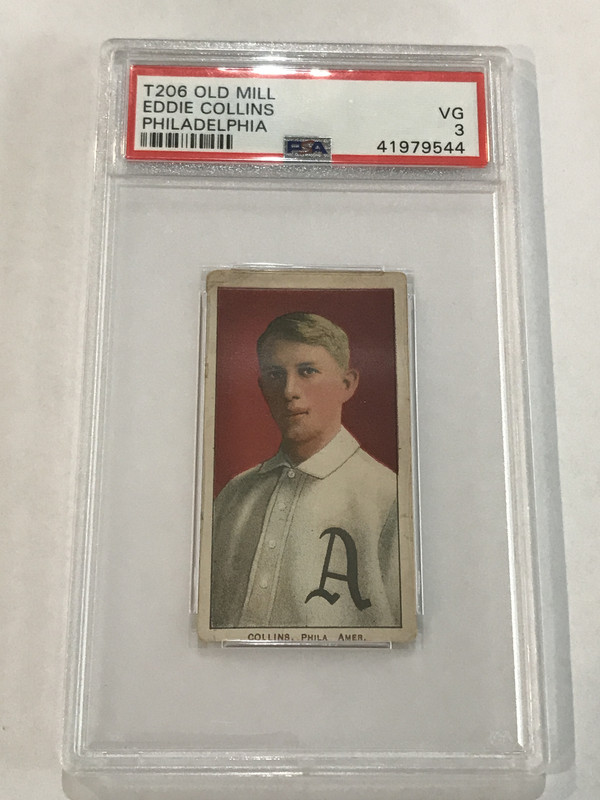 T206 OLD MILL
EDDIE COLLINS
PHILADELPHIA
VG
3
PSA
41979544
A
COLLINS, PHILA. AMER.